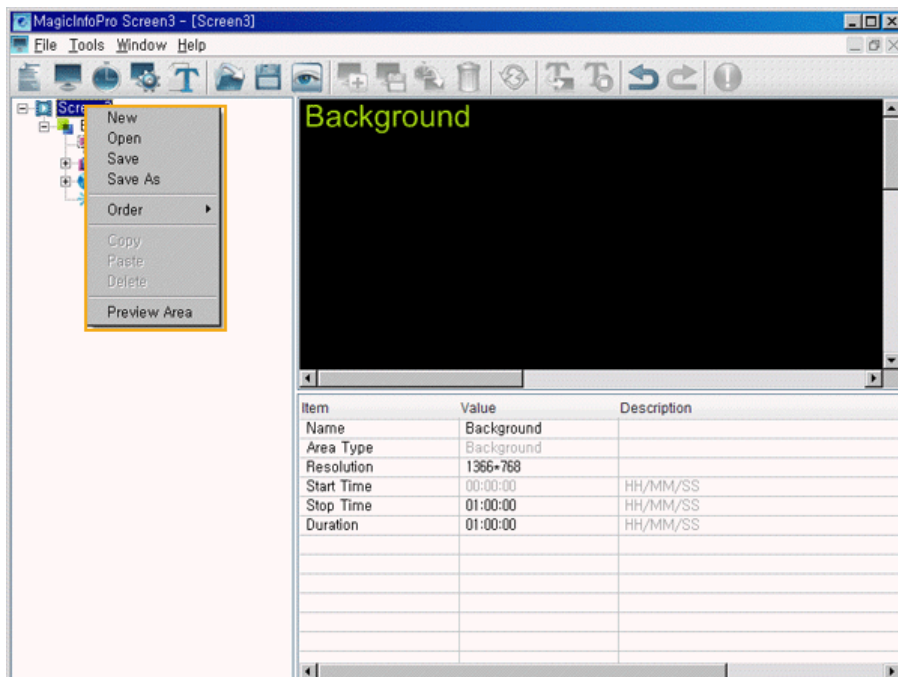 MagicInfoPro Screen3 - [Screen3]
File Tools Window Help
New
Open
Save
Save As
Order
Copy
Paste
Delete
Preview Area
Background
Item Value Description
Name Background
Area Type Background
Resolution 1366*768
Start Time 00:00:00 HH/MM/SS
Stop Time 01:00:00 HH/MM/SS
Duration 01:00:00 HH/MM/SS